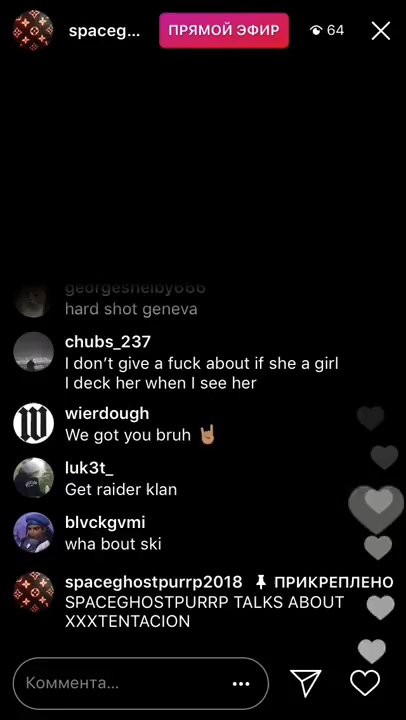 spaceg...
ПРЯМОЙ ЭФИР
64
georgeshelby666
hard shot geneva
chubs_237
I don't give a fuck about if she a girl
I deck her when I see her
wierdough
We got you bruh 🤘🏽
luk3t_
Get raider klan
blvckgvmi
wha bout ski
spaceghostpurrp2018 ПРИКРЕПЛЕНО
SPACEGHOSTPURRP TALKS ABOUT
XXXTENTACION
Коммента...